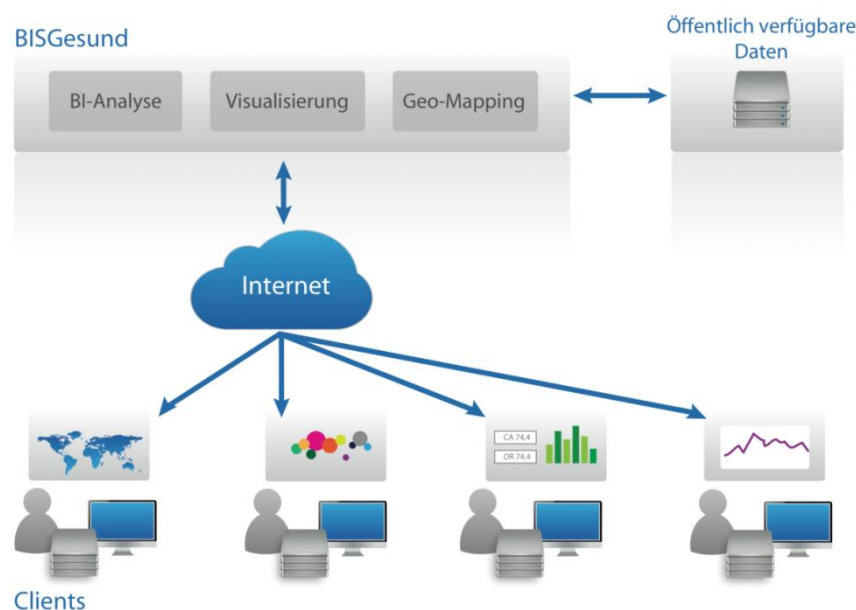 BISGesund
Öffentlich verfügbare
Daten
BI-Analyse
Visualisierung
Geo-Mapping
Internet
CA 74,4
OR 74,4
Clients